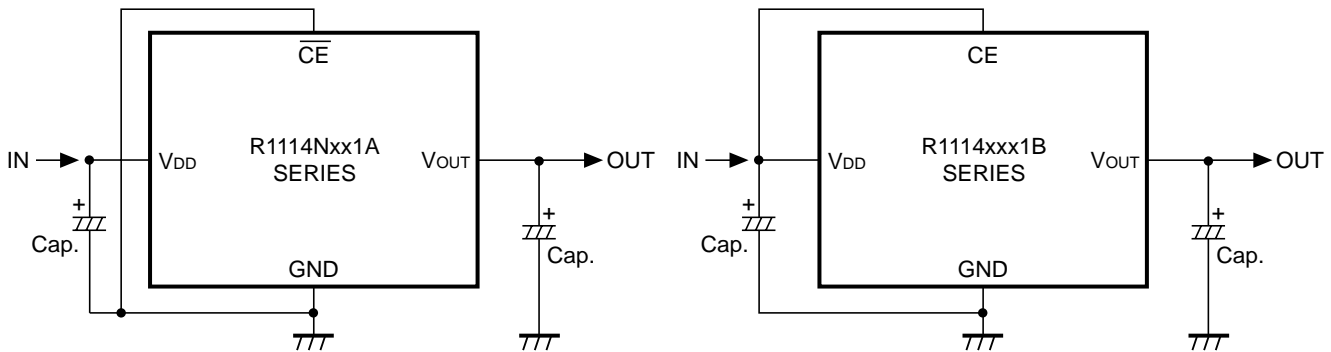 CE
R1114Nxx1A
SERIES
IN
VDD
VOUT
OUT
+
Cap.
+
Cap.
GND
CE
R1114xxx1B
SERIES
IN
VDD
VOUT
OUT
+
Cap.
+
Cap.
GND